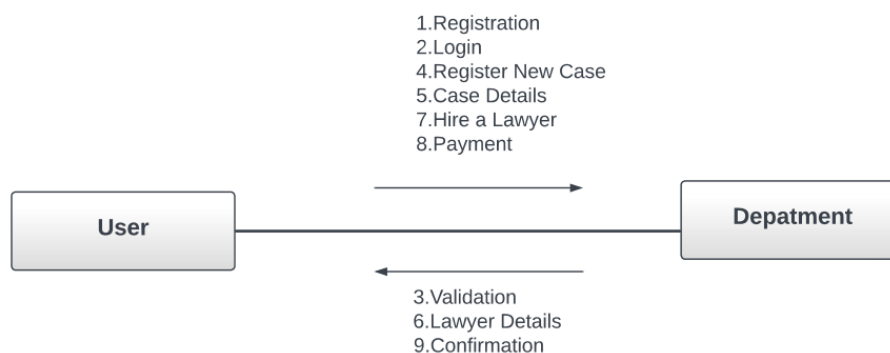 1.Registration
2.Login
4.Register New Case
5.Case Details
7.Hire a Lawyer
8.Payment
User
Depatment
3.Validation
6.Lawyer Details
9.Confirmation